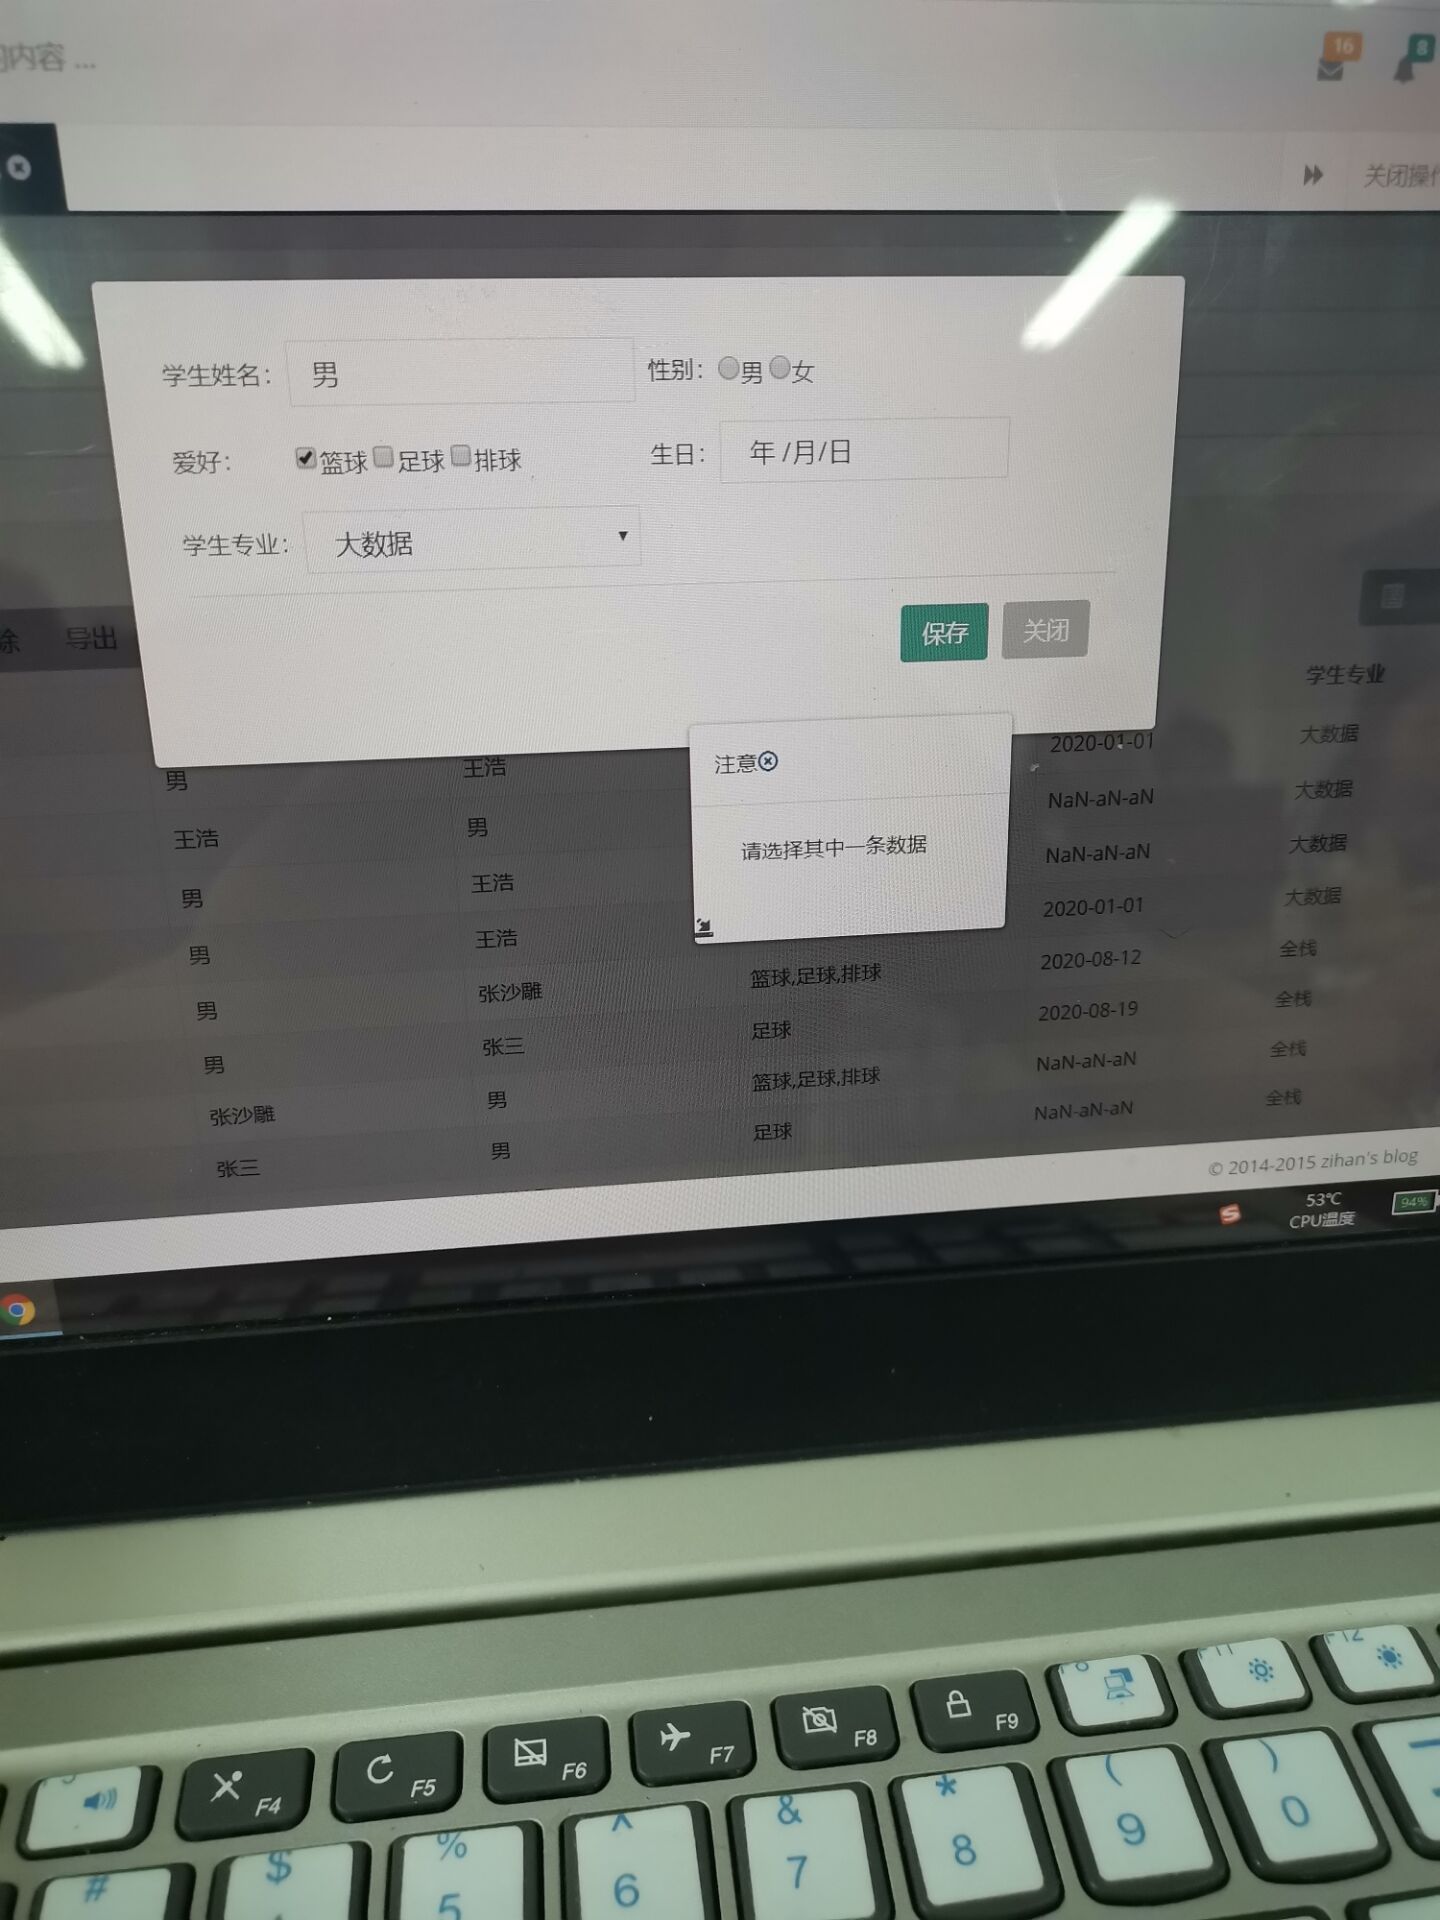 内容 ...
16
8
关闭操作
学生姓名： 男 性别： 男 女
爱好： 篮球 足球 排球 生日： 年 /月/日
学生专业： 大数据
保存 关闭
除 导出
学生专业
男 王浩 2020-01-01 大数据
王浩 男 NaN-aN-aN 大数据
男 王浩 NaN-aN-aN 大数据
男 王浩 2020-01-01 大数据
男 张沙雕 篮球,足球,排球 2020-08-12 全栈
男 张三 足球 2020-08-19 全栈
张沙雕 男 篮球,足球,排球 NaN-aN-aN 全栈
张三 男 足球 NaN-aN-aN 全栈
注意
请选择其中一条数据
© 2014-2015 zihan's blog
53℃
CPU温度
94%
F4 F5 F6 F7 F8 F9 F11 F12
# $ % ^ & * ( )
5 6 7 8 9 0